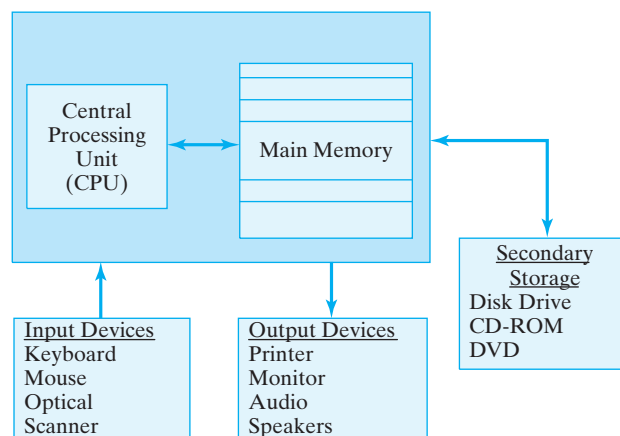 Central
Processing
Unit
(CPU)
Main Memory
Secondary
Storage
Disk Drive
CD-ROM
DVD
Input Devices
Keyboard
Mouse
Optical
Scanner
Output Devices
Printer
Monitor
Audio
Speakers